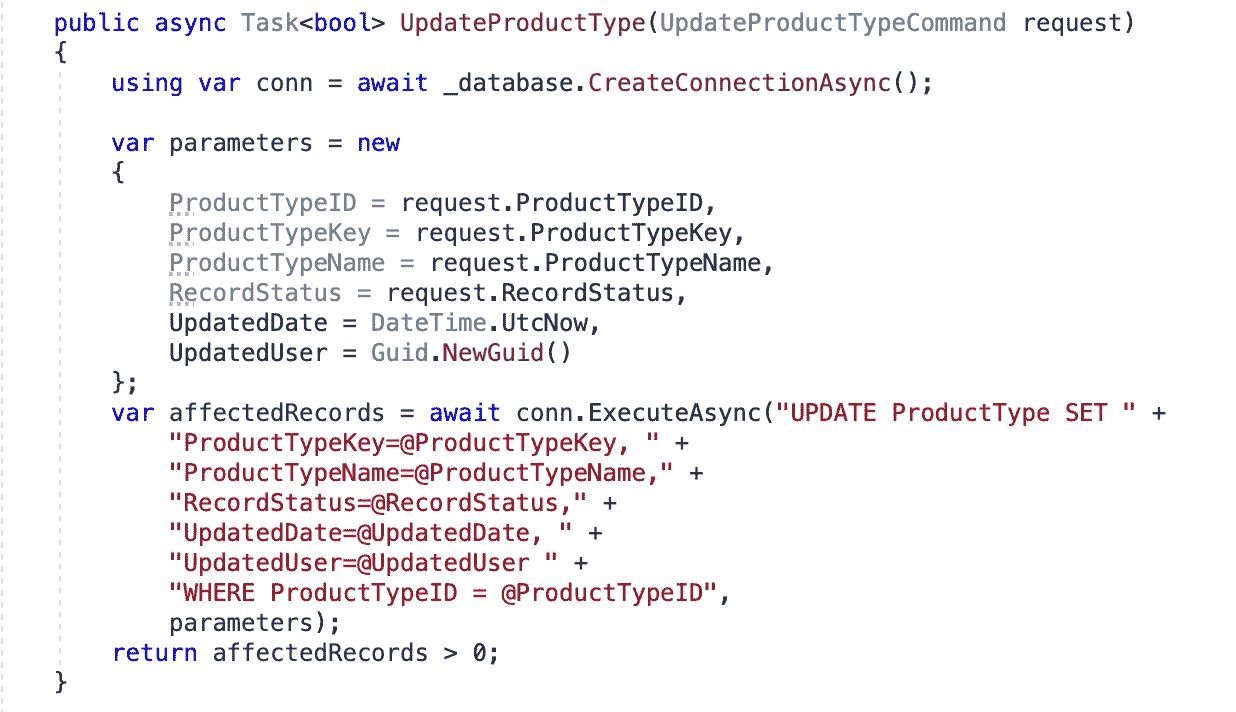 public async Task<bool> UpdateProductType(UpdateProductTypeCommand request)
{
    using var conn = await _database.CreateConnectionAsync();

    var parameters = new
    {
        ProductTypeID = request.ProductTypeID,
        ProductTypeKey = request.ProductTypeKey,
        ProductTypeName = request.ProductTypeName,
        RecordStatus = request.RecordStatus,
        UpdatedDate = DateTime.UtcNow,
        UpdatedUser = Guid.NewGuid()
    };
    var affectedRecords = await conn.ExecuteAsync("UPDATE ProductType SET " +
        "ProductTypeKey=@ProductTypeKey, " +
        "ProductTypeName=@ProductTypeName," +
        "RecordStatus=@RecordStatus," +
        "UpdatedDate=@UpdatedDate, " +
        "UpdatedUser=@UpdatedUser " +
        "WHERE ProductTypeID = @ProductTypeID",
        parameters);
    return affectedRecords > 0;
}